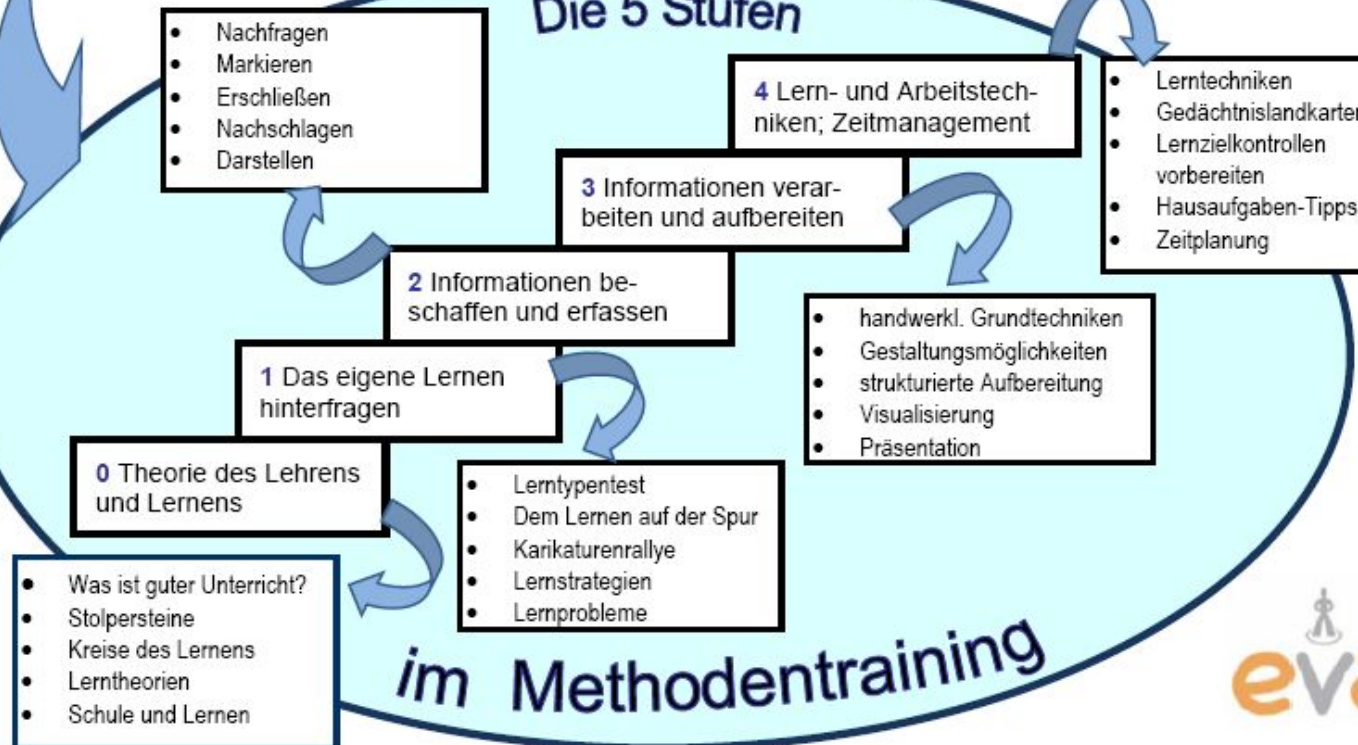 Die 5 Stufen
Nachfragen
Markieren
Erschließen
Nachschlagen
Darstellen
4 Lern- und Arbeitstech-
niken; Zeitmanagement
Lerntechniken
Gedächtnislandkarten
Lernzielkontrollen
vorbereiten
Hausaufgaben-Tipps
Zeitplanung
3 Informationen verar-
beiten und aufbereiten
2 Informationen be-
schaffen und erfassen
handwerkl. Grundtechniken
Gestaltungsmöglichkeiten
strukturierte Aufbereitung
Visualisierung
Präsentation
1 Das eigene Lernen
hinterfragen
Lerntypentest
Dem Lernen auf der Spur
Karikaturenrallye
Lernstrategien
Lernprobleme
0 Theorie des Lehrens
und Lernens
Was ist guter Unterricht?
Stolpersteine
Kreise des Lernens
Lerntheorien
Schule und Lernen
im Methodentraining